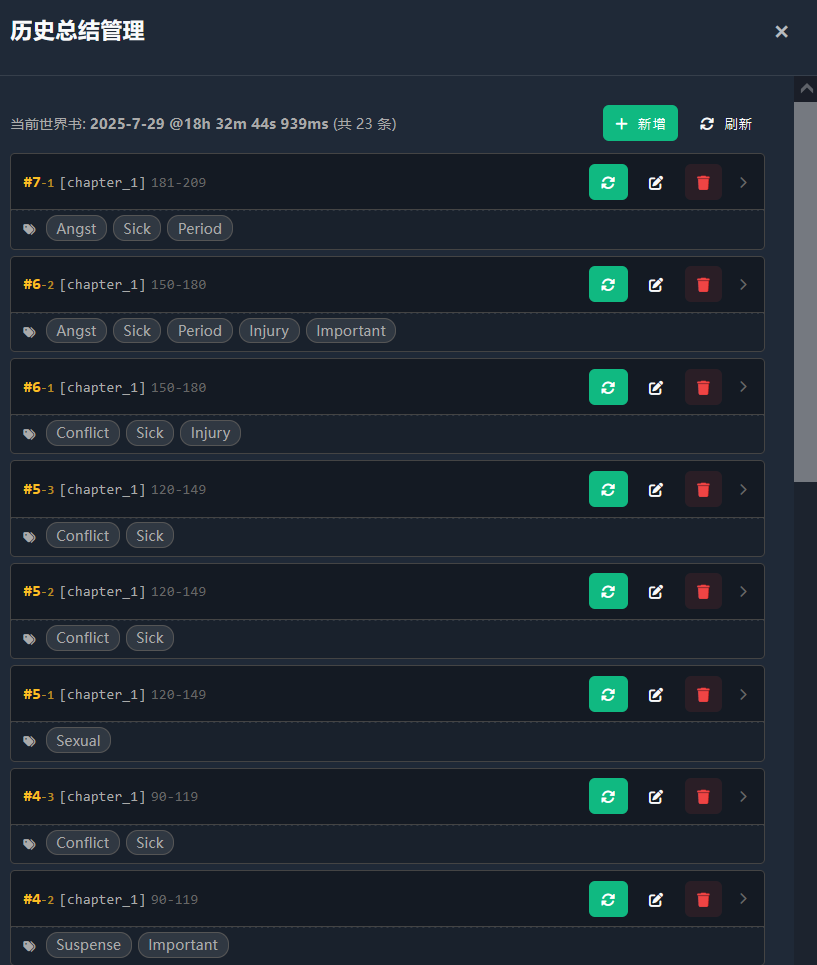 历史总结管理
当前世界书: 2025-7-29 @18h 32m 44s 939ms (共 23 条) 新增 刷新
#7-1 [chapter_1] 181-209
Angst Sick Period
#6-2 [chapter_1] 150-180
Angst Sick Period Injury Important
#6-1 [chapter_1] 150-180
Conflict Sick Injury
#5-3 [chapter_1] 120-149
Conflict Sick
#5-2 [chapter_1] 120-149
Conflict Sick
#5-1 [chapter_1] 120-149
Sexual
#4-3 [chapter_1] 90-119
Conflict Sick
#4-2 [chapter_1] 90-119
Suspense Important